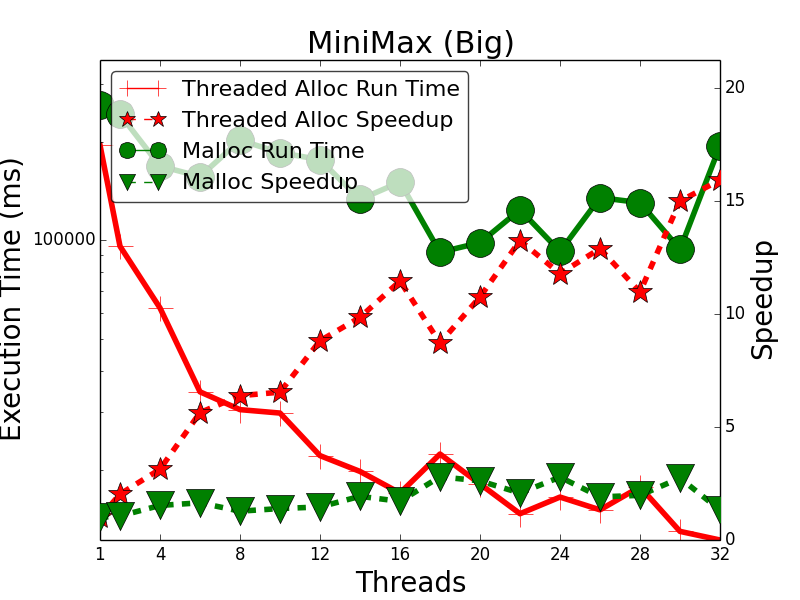 MiniMax (Big)
Threaded Alloc Run Time
Threaded Alloc Speedup
Malloc Run Time
Malloc Speedup
Execution Time (ms)
100000
20
15
10
5
0
Speedup
1 4 8 12 16 20 24 28 32
Threads